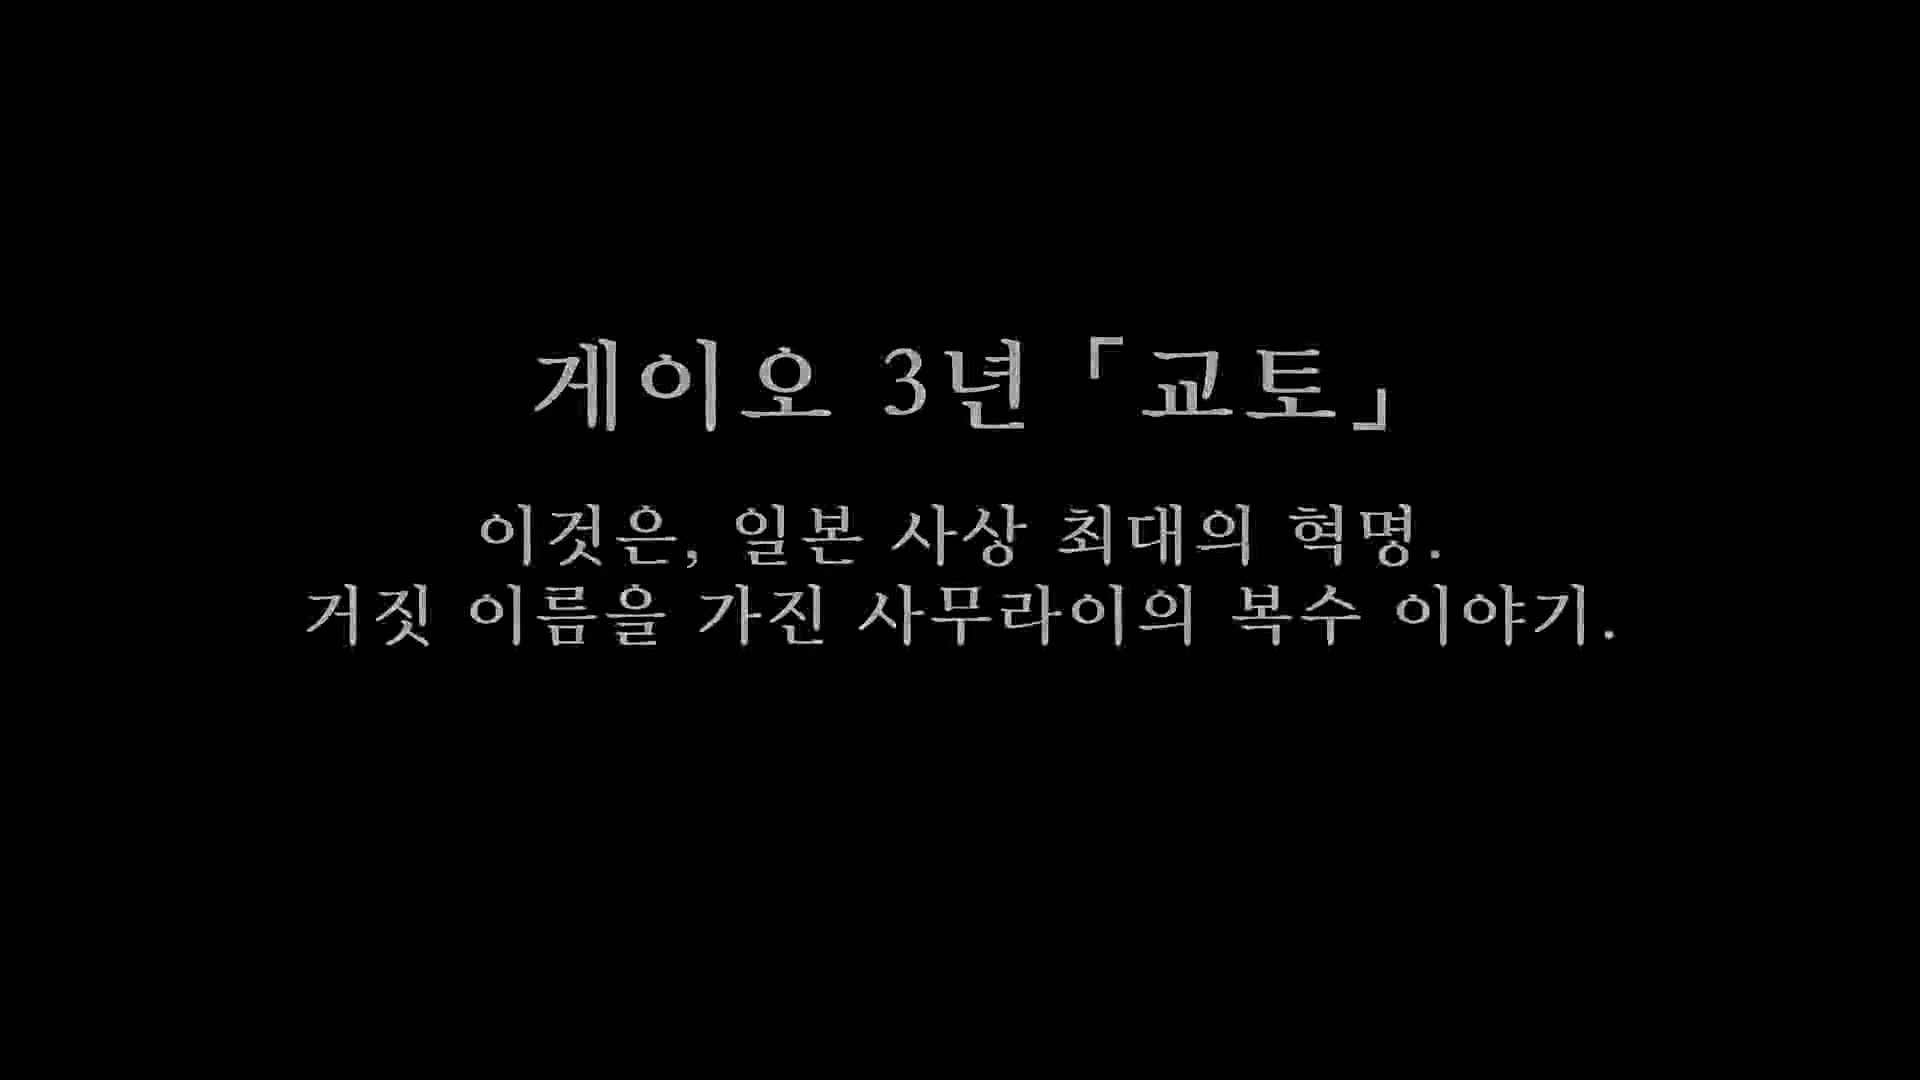 게이오 3년 「교토」
이것은, 일본 사상 최대의 혁명.
거짓 이름을 가진 사무라이의 복수 이야기.